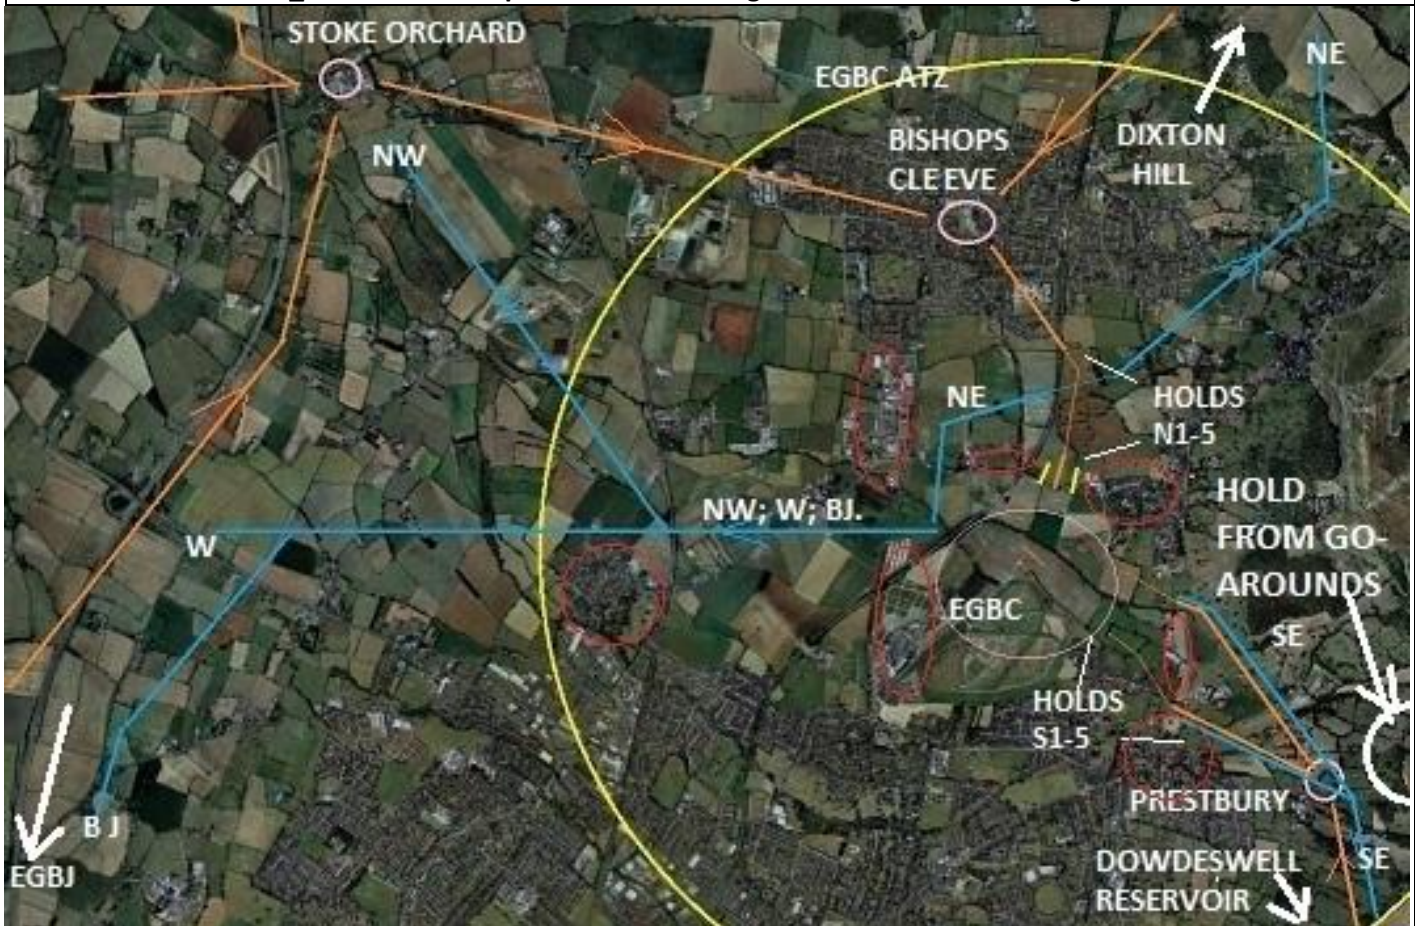 STOKE ORCHARD
EGBC ATZ
NE
NW
BISHOPS
CLEEVE
DIXTON
HILL
NE
HOLDS
N1-5
NW; W; BJ.
W
HOLD
FROM GO-
AROUNDS
EGBC
SE
HOLDS
S1-5
PRESTBURY
B J
EGBJ
DOWDESWELL
RESERVOIR
SE